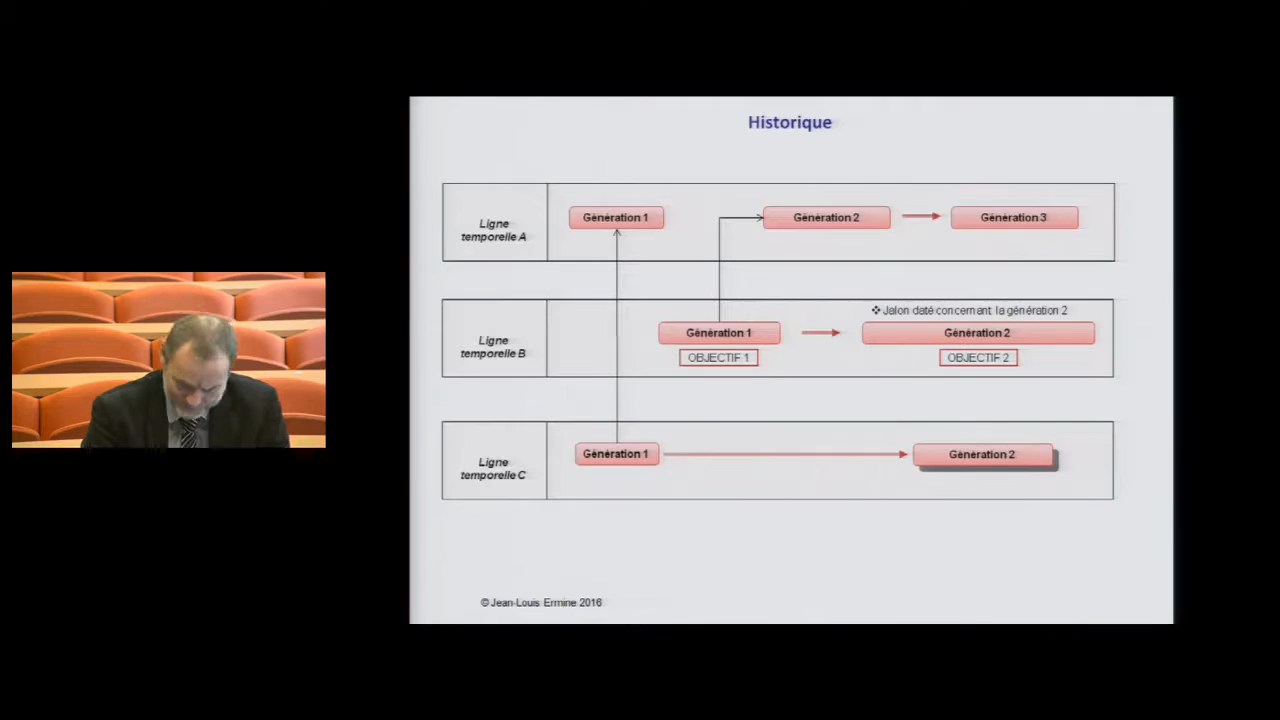 Historique
Ligne
temporelle A
Génération 1
Génération 2
Génération 3
Ligne
temporelle B
❖ Jalon daté concernant la génération 2
Génération 1
Génération 2
OBJECTIF 1
OBJECTIF 2
Ligne
temporelle C
Génération 1
Génération 2
© Jean-Louis Ermine 2016